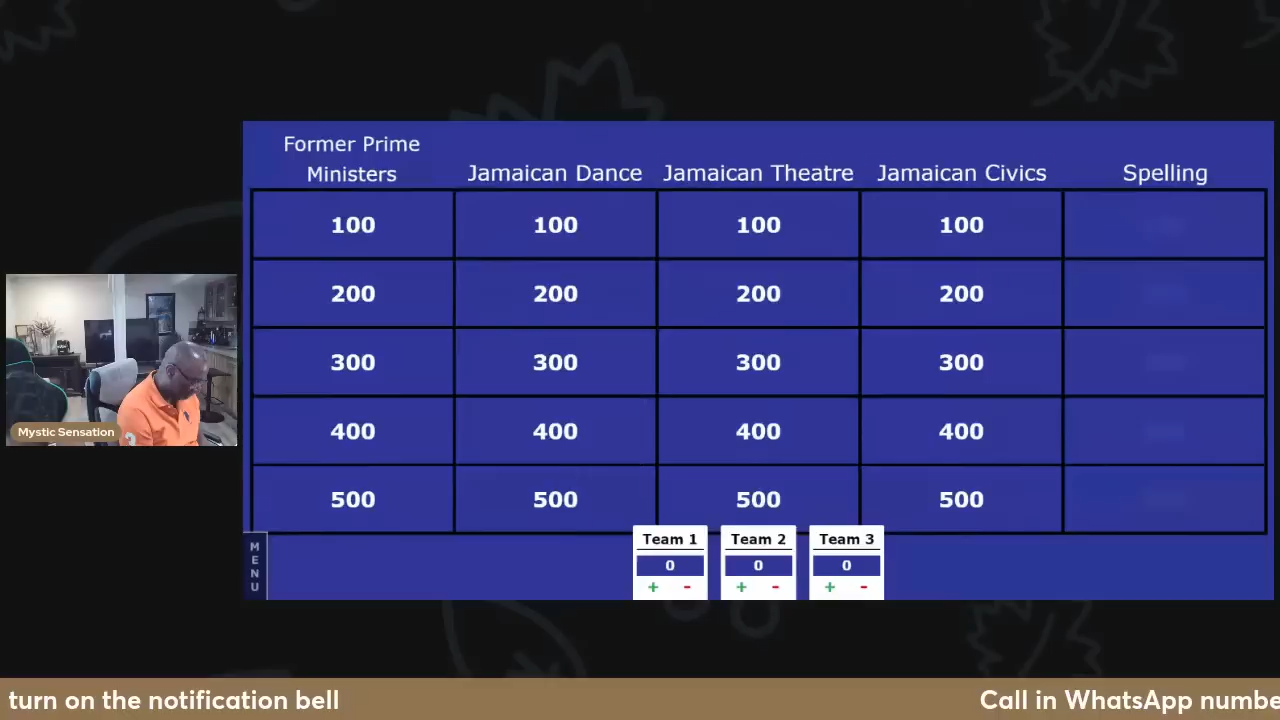 Former Prime
Ministers
Jamaican Dance
Jamaican Theatre
Jamaican Civics
Spelling
100
100
100
100
200
200
200
200
300
300
300
300
400
400
400
400
500
500
500
500
MENU
Team 1
Team 2
Team 3
0
0
0
+ -
+ -
+ -
Mystic Sensation
turn on the notification bell
Call in WhatsApp numbe